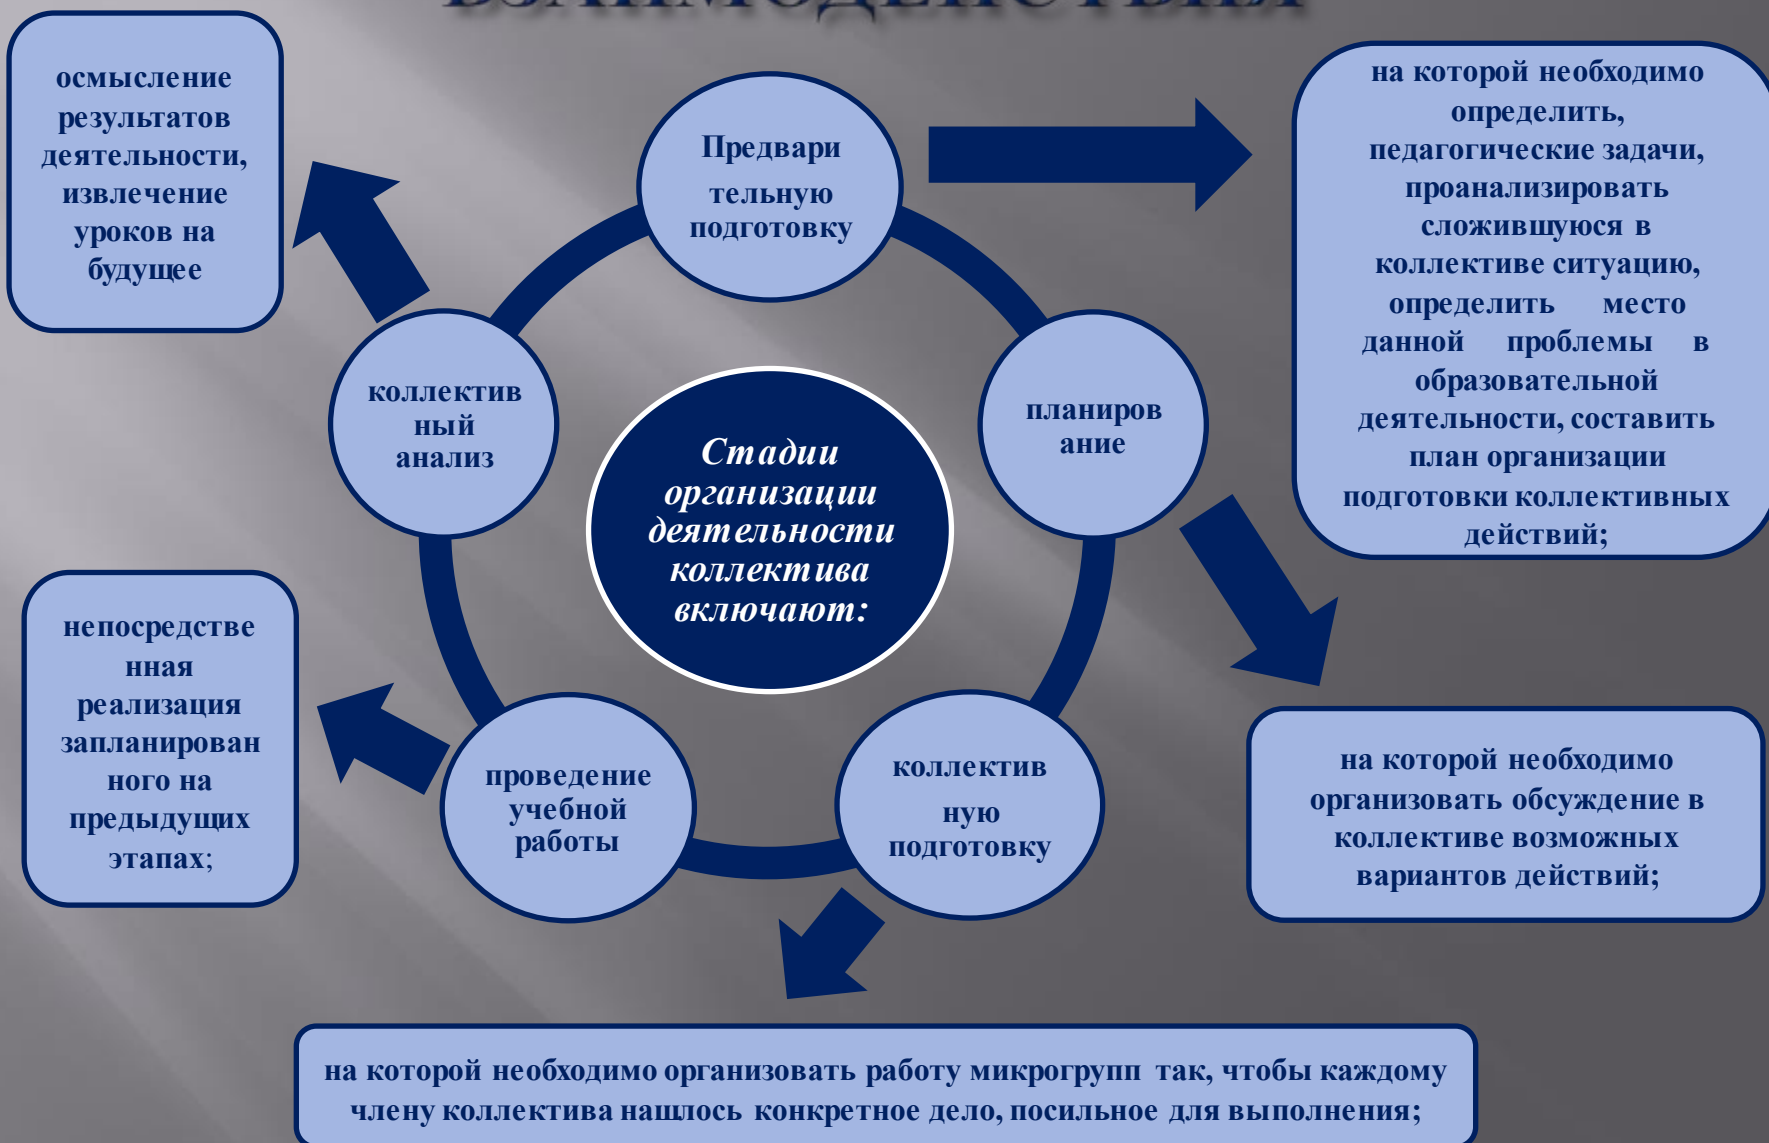 ВЗАИМОДЕЙСТВИЯ
осмысление
результатов
деятельности,
извлечение
уроков на
будущее
Предвари
тельную
подготовку
на которой необходимо
определить,
педагогические задачи,
проанализировать
сложившуюся в
коллективе ситуацию,
определить место
данной проблемы в
образовательной
деятельности, составить
план организации
подготовки коллективных
действий;
коллектив
ный
анализ
планиров
ание
Стадии
организации
деятельности
коллектива
включают:
непосредстве
нная
реализация
запланирован
ного на
предыдущих
этапах;
проведение
учебной
работы
коллектив
ную
подготовку
на которой необходимо
организовать обсуждение в
коллективе возможных
вариантов действий;
на которой необходимо организовать работу микрогрупп так, чтобы каждому
члену коллектива нашлось конкретное дело, посильное для выполнения;